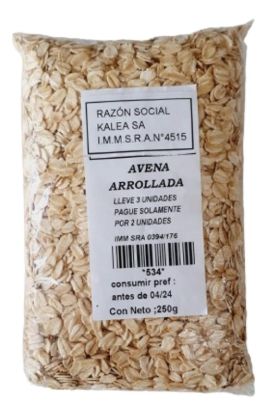 RAZÓN SOCIAL
KALEA SA
I.M.M S.R.A.N°4515
AVENA
ARROLLADA
LLEVE 3 UNIDADES
PAGUE SOLAMENTE
POR 2 UNIDADES
IMM SRA 0394/176
*534*
consumir pref :
antes de 04/24
Con Neto ;250g